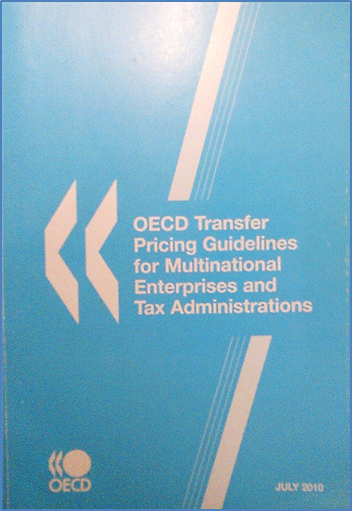 OECD Transfer
Pricing Guidelines
for Multinational
Enterprises and
Tax Administrations
OECD
JULY 2010